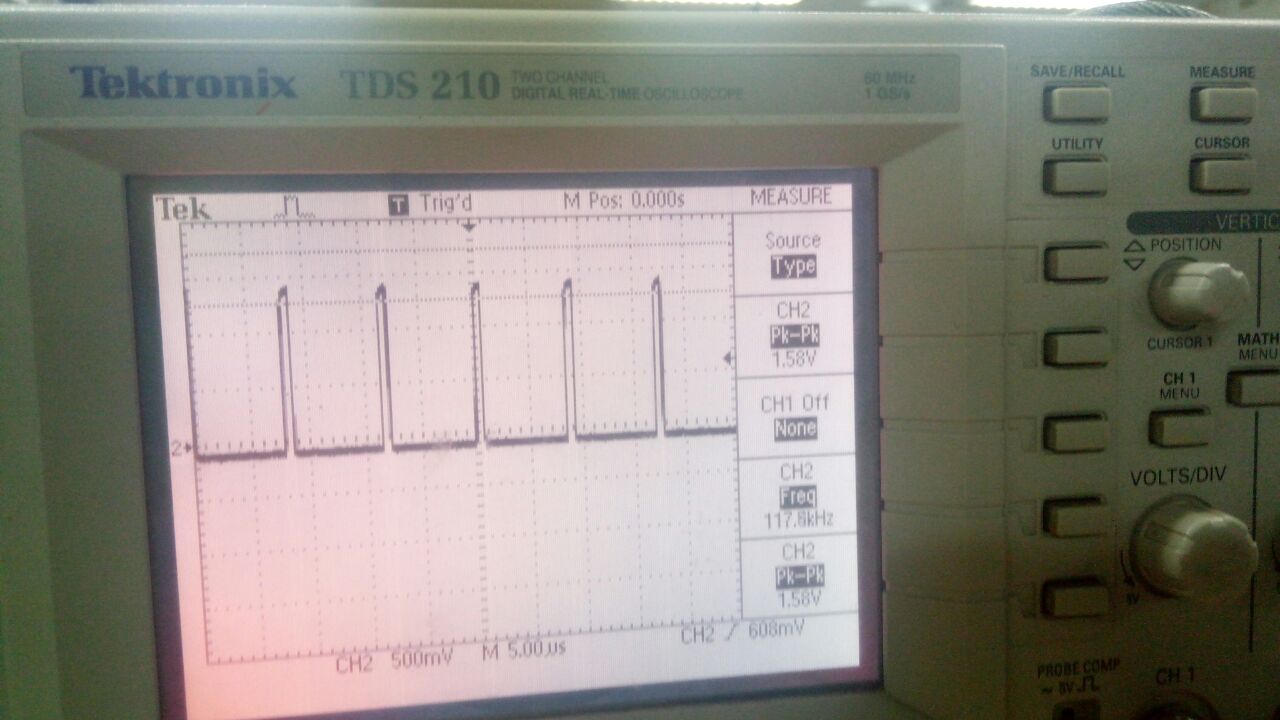 Tektronix TDS 210 TWO CHANNEL
DIGITAL REAL-TIME OSCILLOSCOPE
60 MHz
1 GS/s
SAVE/RECALL MEASURE
UTILITY CURSOR
VERTIC
POSITION
CURSOR 1
MATH
MENU
CH 1
MENU
VOLTS/DIV
5V
PROBE COMP
~ 5V
CH 1
Tek T Trig'd M Pos: 0.000s MEASURE
Source
Type
CH2
Pk-Pk
1.58V
CH1 Off
None
CH2
Freq
117.8kHz
CH2
Pk-Pk
1.58V
2
CH2 500mV M 5.00µs CH2 / 608mV